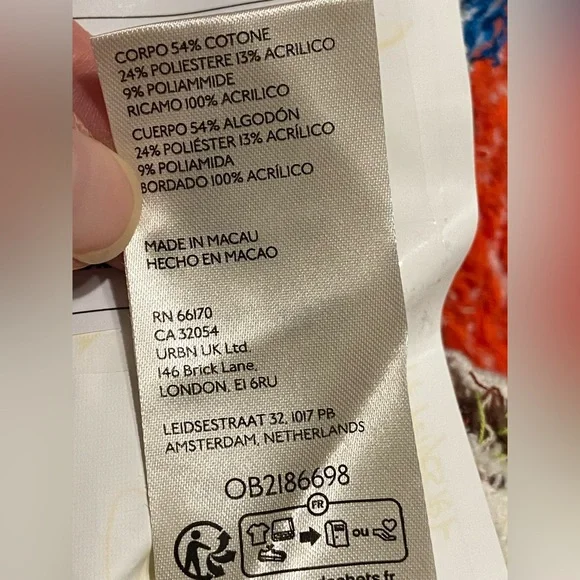 CORPO 54% COTONE
24% POLIESTERE 13% ACRILICO
9% POLIAMMIDE
RICAMO 100% ACRILICO
CUERPO 54% ALGODÓN
24% POLIÉSTER 13% ACRÍLICO
9% POLIAMIDA
BORDADO 100% ACRÍLICO
MADE IN MACAU
HECHO EN MACAO
RN 66170
CA 32054
URBN UK Ltd.
146 Brick Lane,
LONDON, E1 6RU
LEIDSESTRAAT 32, 1017 PB
AMSTERDAM, NETHERLANDS
OB2186698
FR
ou